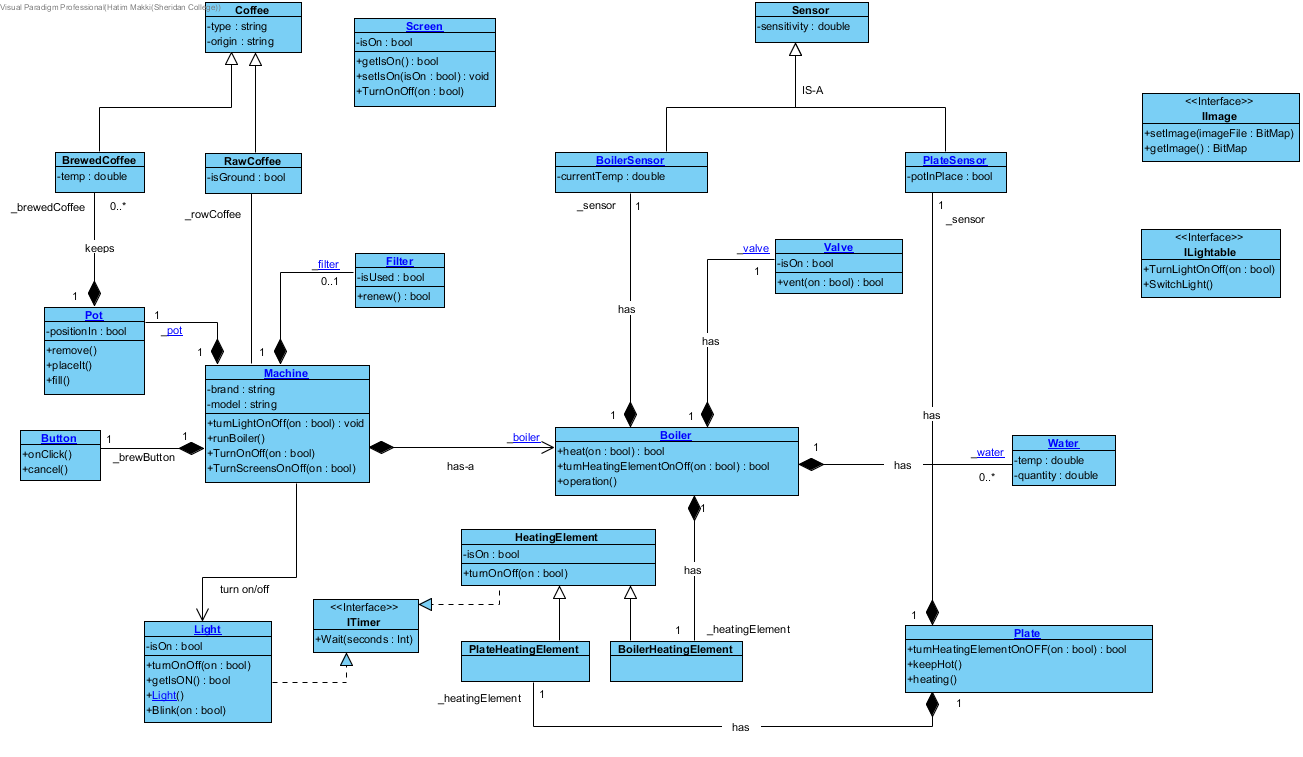 Visual Paradigm Professional(Hatim Makki(Sheridan College))
Coffee
-type : string
-origin : string
Screen
-isOn : bool
+getIsOn() : bool
+setIsOn(isOn : bool) : void
+TurnOnOff(on : bool)
Sensor
-sensitivity : double
IS-A
<<Interface>>
IImage
+setImage(imageFile : BitMap)
+getImage() : BitMap
BrewedCoffee
-temp : double
RawCoffee
-isGround : bool
BoilerSensor
-currentTemp : double
PlateSensor
-potInPlace : bool
_brewedCoffee
0..*
_rowCoffee
_sensor
1
1
_sensor
keeps
1
<<Interface>>
ILightable
+TurnLightOnOff(on : bool)
+SwitchLight()
_filter
0..1
Filter
-isUsed : bool
+renew() : bool
_valve
1
Valve
-isOn : bool
+vent(on : bool) : bool
has
has
Pot
-positionIn : bool
+remove()
+placeIt()
+fill()
1
_pot
1
1
Machine
-brand : string
-model : string
+turnLightOnOff(on : bool) : void
+runBoiler()
+TurnOnOff(on : bool)
+TurnScreensOnOff(on : bool)
Button
+onClick()
+cancel()
1
_brewButton
1
_boiler
has-a
1
1
Boiler
+heat(on : bool) : bool
+turnHeatingElementOnOff(on : bool) : bool
+operation()
1
has
has
_water
0..*
Water
-temp : double
-quantity : double
1
has
HeatingElement
-isOn : bool
+turnOnOff(on : bool)
turn on/off
<<Interface>>
ITimer
+Wait(seconds : Int)
1
_heatingElement
1
Light
-isOn : bool
+turnOnOff(on : bool)
+getIsON() : bool
+Light()
+Blink(on : bool)
PlateHeatingElement
BoilerHeatingElement
Plate
+turnHeatingElementOnOFF(on : bool) : bool
+keepHot()
+heating()
_heatingElement
1
1
has